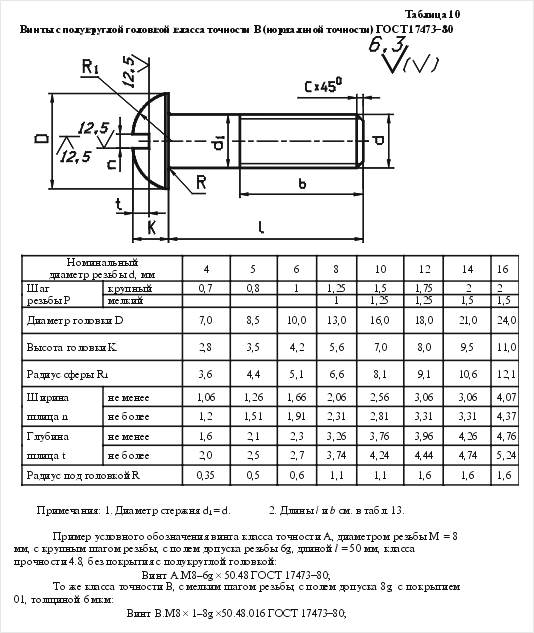 Таблица 10
Винты с полукруглой головкой класса точности В (нормальной точности) ГОСТ17473–80
6,3
(√)
12,5
R1
C×45°
D
12,5
12,5
n
d1
d
R
b
t
K
l
Номинальный диаметр резьбы d, мм 4 5 6 8 10 12 14 16
Шаг резьбы Р крупный 0,7 0,8 1 1,25 1,5 1,75 2 2
мелкий 1 1,25 1,25 1,5 1,5
Диаметр головки D 7,0 8,5 10,0 13,0 16,0 18,0 21,0 24,0
Высота головки K 2,8 3,5 4,2 5,6 7,0 8,0 9,5 11,0
Радиус сферы R1 3,6 4,4 5,1 6,6 8,1 9,1 10,6 12,1
Ширина не менее 1,06 1,26 1,66 2,06 2,56 3,06 3,06 4,07
шлица n не более 1,2 1,51 1,91 2,31 2,81 3,31 3,31 4,37
Глубина не менее 1,6 2,1 2,3 3,26 3,76 3,96 4,26 4,76
шлица t не более 2,0 2,5 2,7 3,74 4,24 4,44 4,74 5,24
Радиус под головкой R 0,35 0,5 0,6 1,1 1,1 1,6 1,6 1,6
Примечания: 1. Диаметр стержня d1= d. 2. Длины l и b см. в табл. 13.
Пример условного обозначения винта класса точности А, диаметром резьбы М = 8
мм, с крупным шагом резьбы, с полем допуска резьбы 6g, длиной l = 50 мм, класса
прочности 4.8, без покрытия с полукруглой головкой:
Винт А.М8–6g × 50.48 ГОСТ 17473–80;
То же класса точности В, с мелким шагом резьбы, с полем допуска 8g с покрытием
01, толщиной 6 мкм:
Винт В.М8 × 1–8g ×50.48.016 ГОСТ 17473–80;